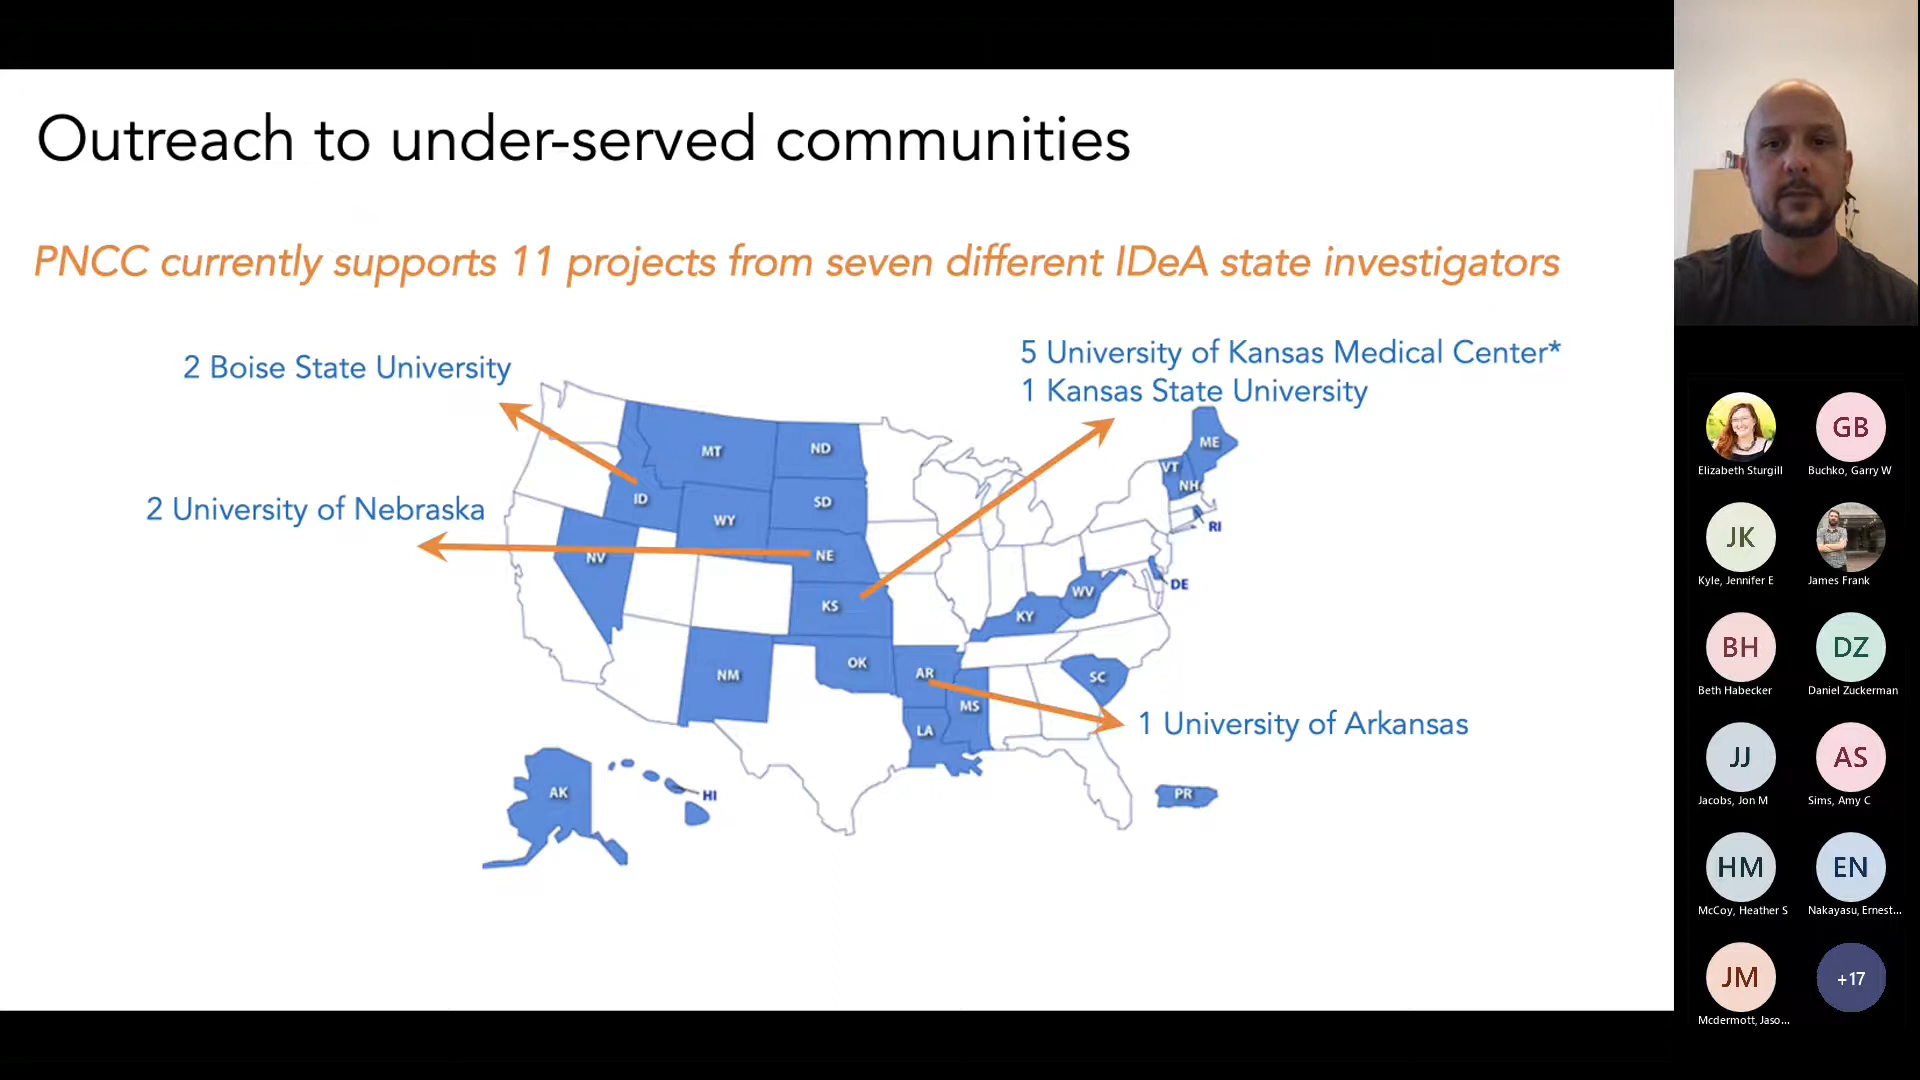 Outreach to under-served communities
PNCC currently supports 11 projects from seven different IDeA state investigators
2 Boise State University
5 University of Kansas Medical Center*
1 Kansas State University
2 University of Nebraska
1 University of Arkansas
MT
ND
ID
WY
SD
NV
NE
KS
NM
OK
AR
LA
MS
KY
WV
SC
ME
VT
NH
RI
DE
AK
HI
PR
Elizabeth Sturgill
GB
Buchko, Garry W
JK
Kyle, Jennifer E
James Frank
BH
Beth Habecker
DZ
Daniel Zuckerman
JJ
Jacobs, Jon M
AS
Sims, Amy C
HM
McCoy, Heather S
EN
Nakayasu, Ernest...
JM
Mcdermott, Jaso...
+17